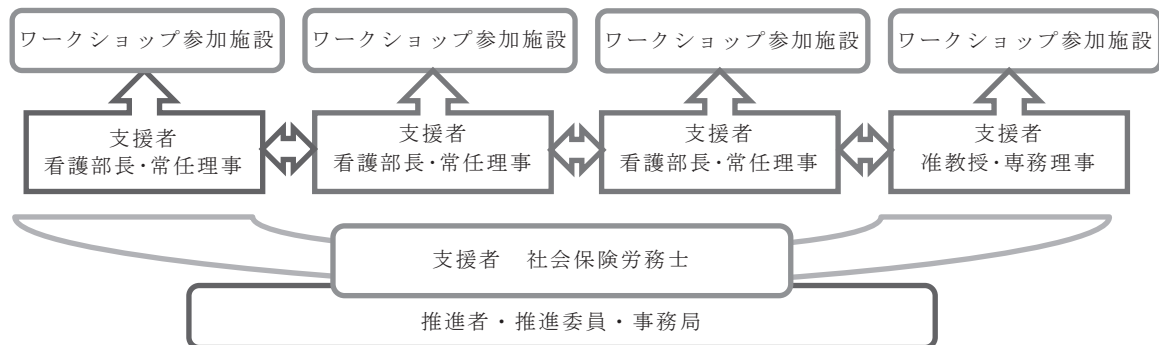 ワークショップ参加施設
ワークショップ参加施設
ワークショップ参加施設
ワークショップ参加施設
支援者
看護部長・常任理事
支援者
看護部長・常任理事
支援者
看護部長・常任理事
支援者
准教授・専務理事
支援者　社会保険労務士
推進者・推進委員・事務局